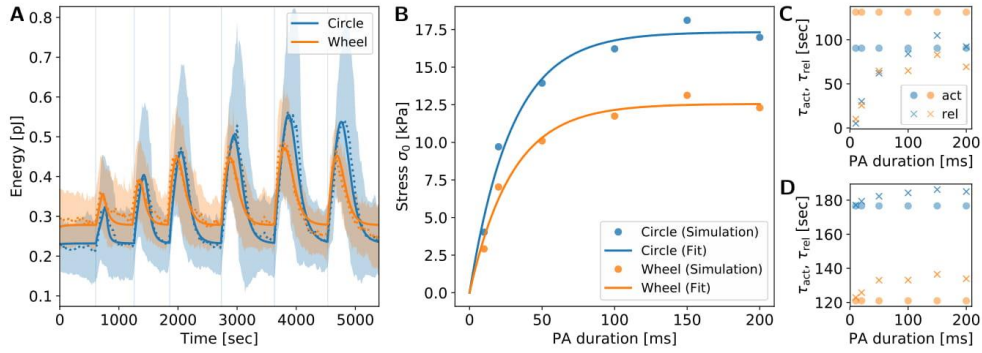 A
Circle
Wheel
0.8
0.7
0.6
0.5
0.4
0.3
0.2
0.1
Energy [pJ]
0 1000 2000 3000 4000 5000
Time [sec]
B
17.5
15.0
12.5
10.0
7.5
5.0
2.5
0.0
Stress σ₀ [kPa]
Circle (Simulation)
Circle (Fit)
Wheel (Simulation)
Wheel (Fit)
0 50 100 150 200
PA duration [ms]
C
100
50
0
τact, τrel [sec]
act
rel
0 50 100 150 200
PA duration [ms]
D
180
160
140
120
τact, τrel [sec]
0 50 100 150 200
PA duration [ms]